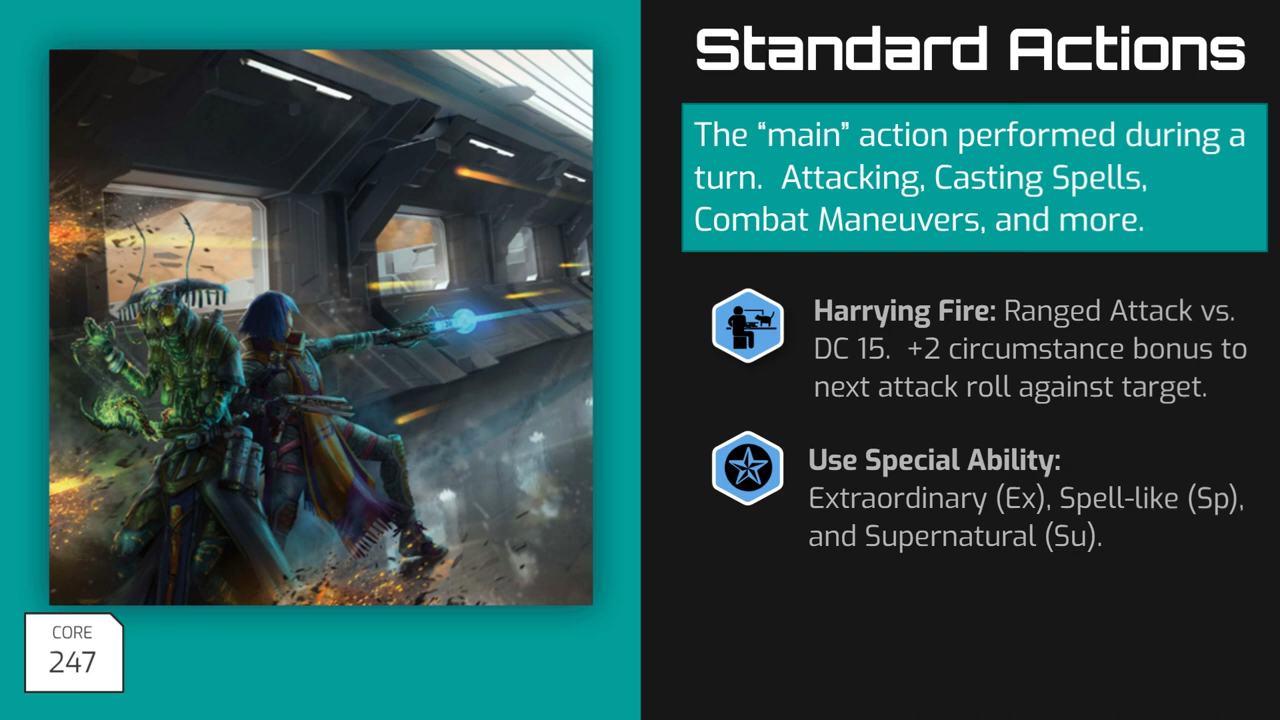 Standard Actions
The “main” action performed during a
turn.  Attacking, Casting Spells,
Combat Maneuvers, and more.
Harrying Fire: Ranged Attack vs.
DC 15.  +2 circumstance bonus to
next attack roll against target.
Use Special Ability:
Extraordinary (Ex), Spell-like (Sp),
and Supernatural (Su).
CORE
247